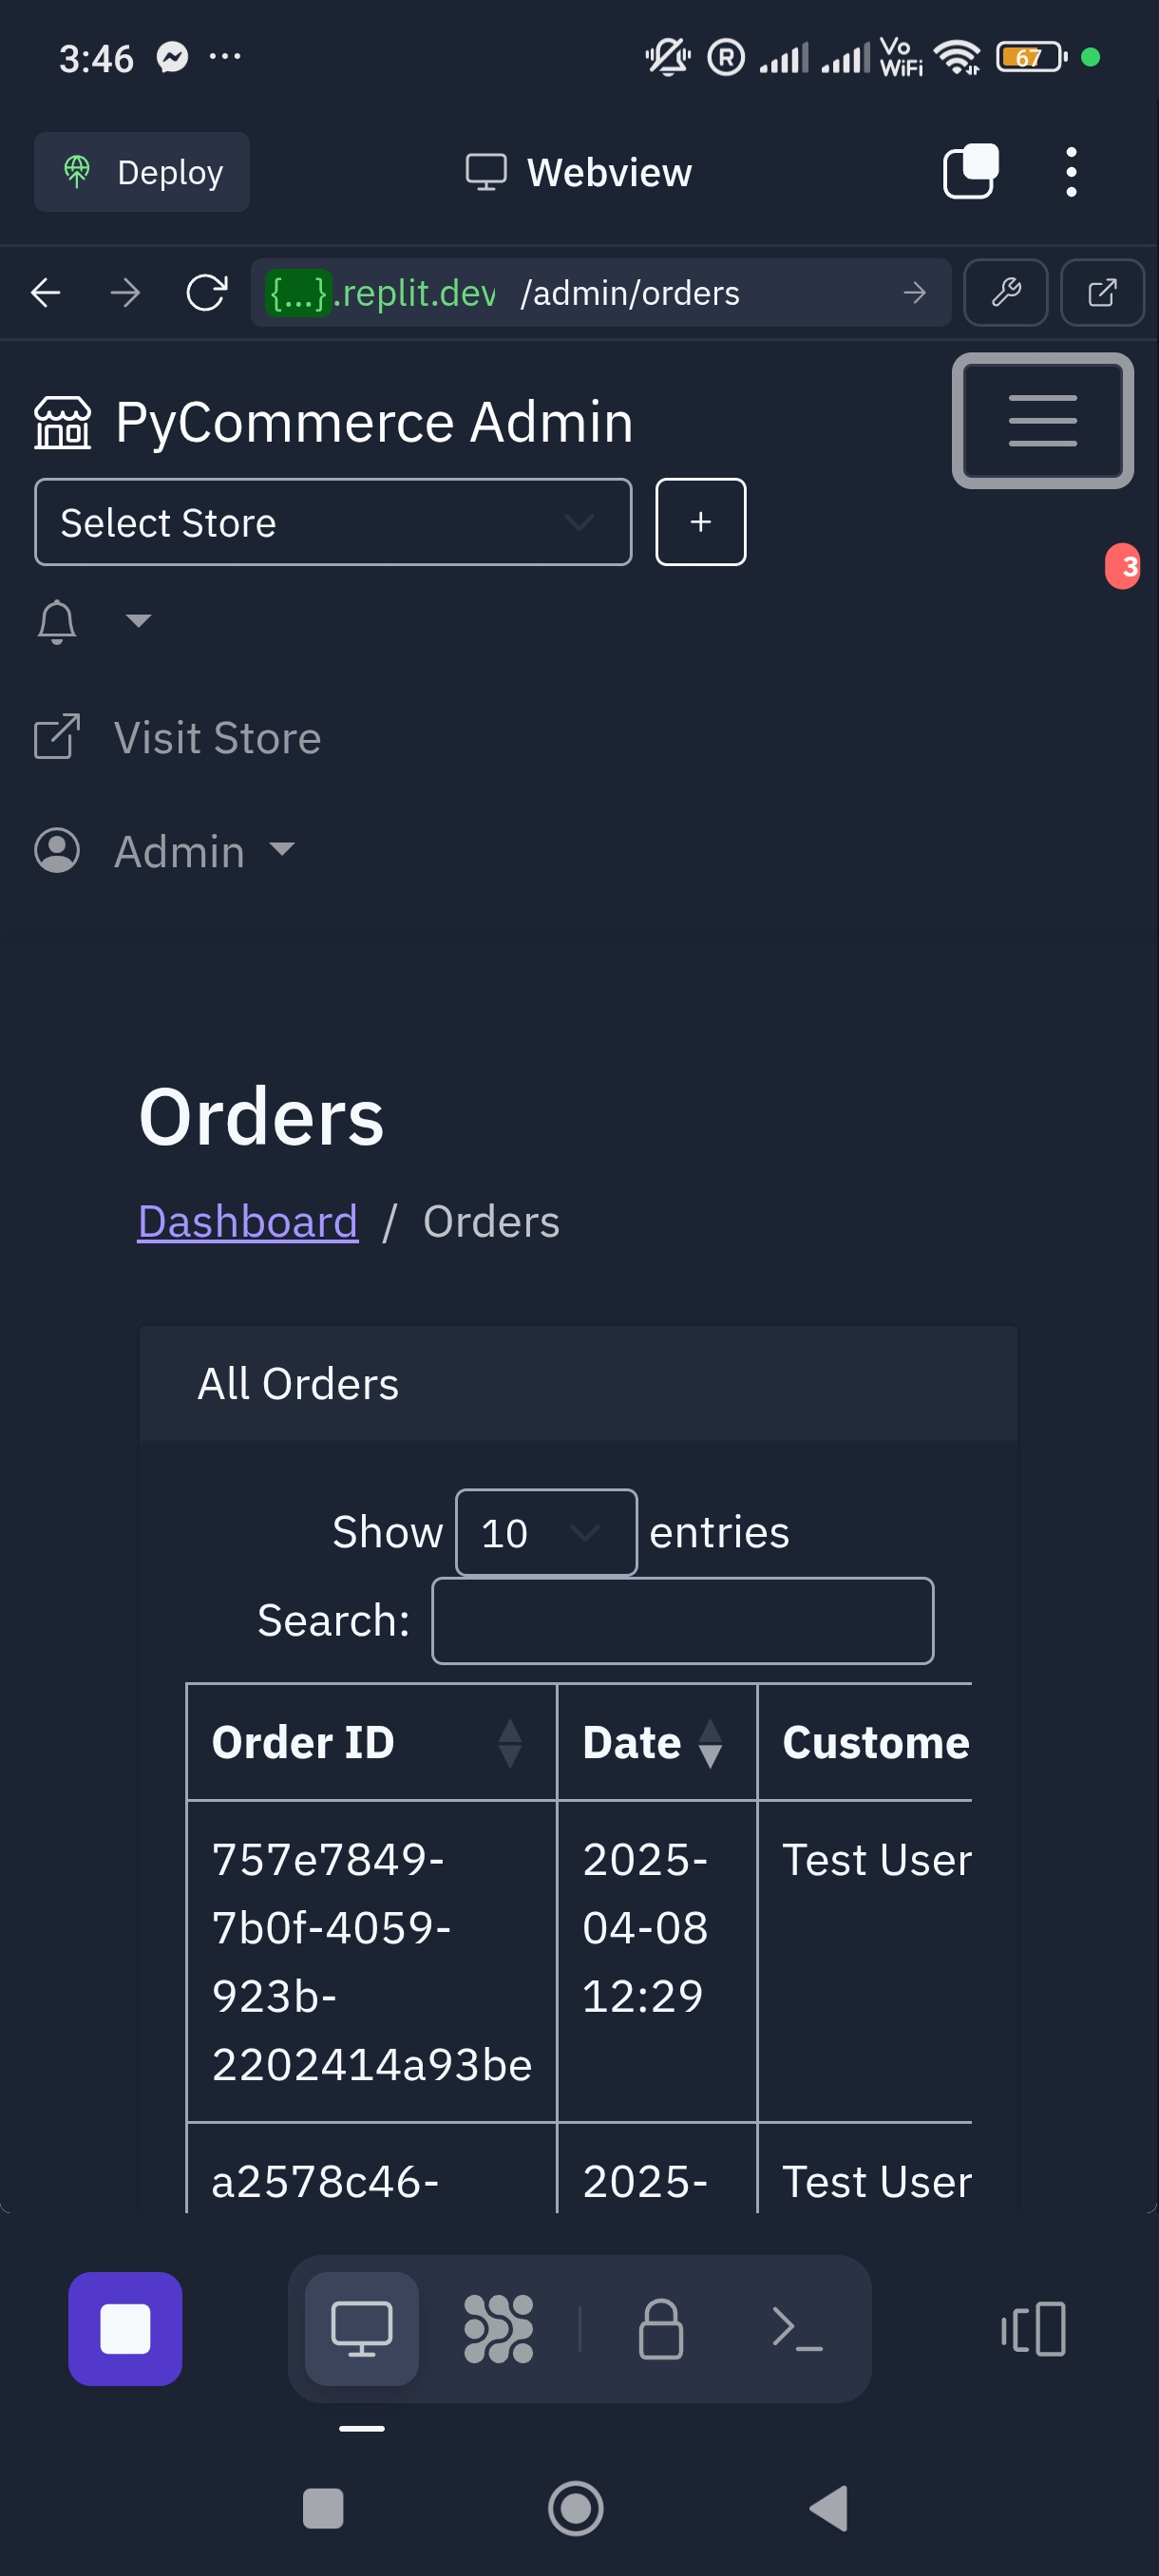 3:46
R
Vo
WiFi
67
Deploy
Webview
{...}.replit.dev /admin/orders
PyCommerce Admin
Select Store
+
3
Visit Store
Admin
Orders
Dashboard / Orders
All Orders
Show 10 entries
Search:
Order ID Date Custome
757e7849- 2025- Test User
7b0f-4059- 04-08
923b- 12:29
2202414a93be
a2578c46- 2025- Test User